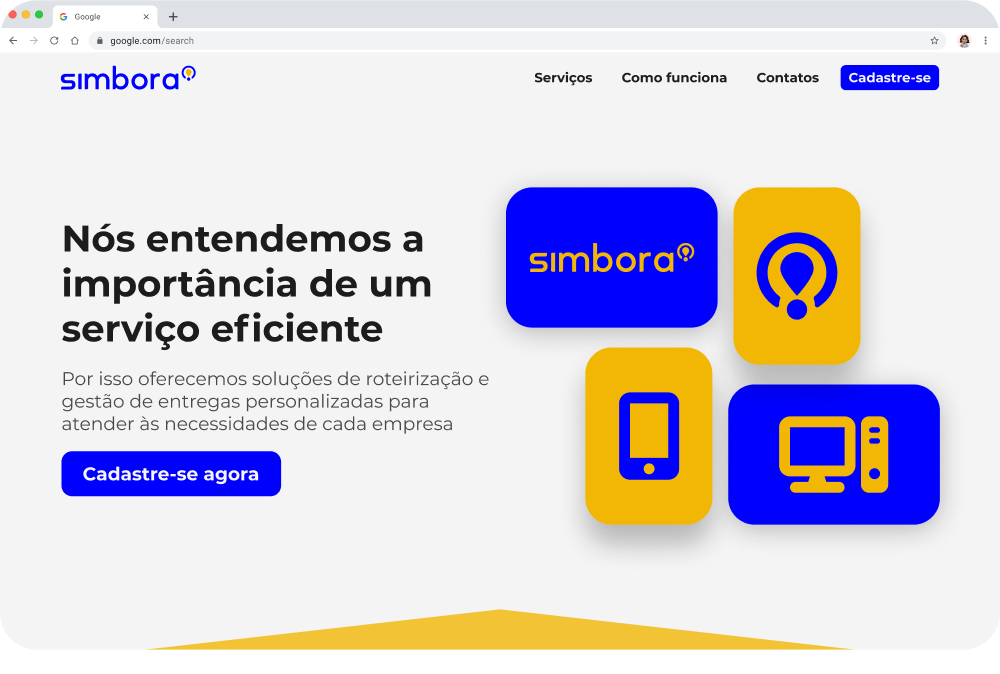 Google
google.com/search
simbora
Serviços
Como funciona
Contatos
Cadastre-se
Nós entendemos a
importância de um
serviço eficiente
Por isso oferecemos soluções de roteirização e
gestão de entregas personalizadas para
atender às necessidades de cada empresa
Cadastre-se agora
simbora